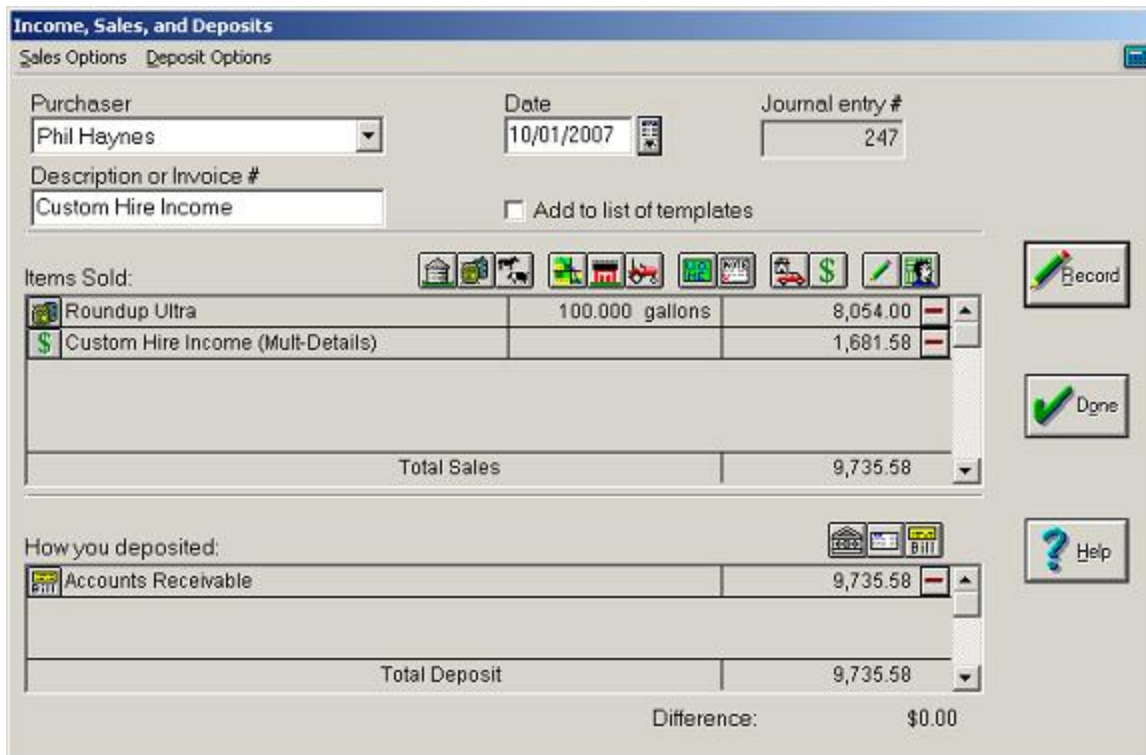 Income, Sales, and Deposits
Sales Options Deposit Options
Purchaser Date Journal entry #
Phil Haynes 10/01/2007 247
Description or Invoice #
Custom Hire Income Add to list of templates
Items Sold:
Record
Roundup Ultra 100.000 gallons 8,054.00
$ Custom Hire Income (Mult-Details) 1,681.58
Done
Total Sales 9,735.58
How you deposited: Bill
Help
Bill Accounts Receivable 9,735.58
Total Deposit 9,735.58
Difference: $0.00